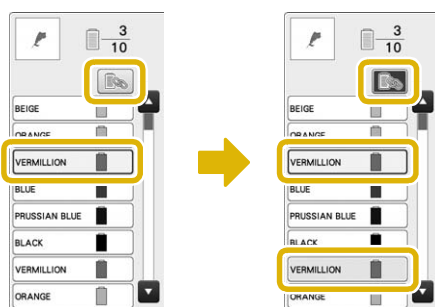 3
10
BEIGE
ORANGE
VERMILLION
BLUE
PRUSSIAN BLUE
BLACK
VERMILLION
ORANGE
3
10
BEIGE
ORANGE
VERMILLION
BLUE
PRUSSIAN BLUE
BLACK
VERMILLION
ORANGE